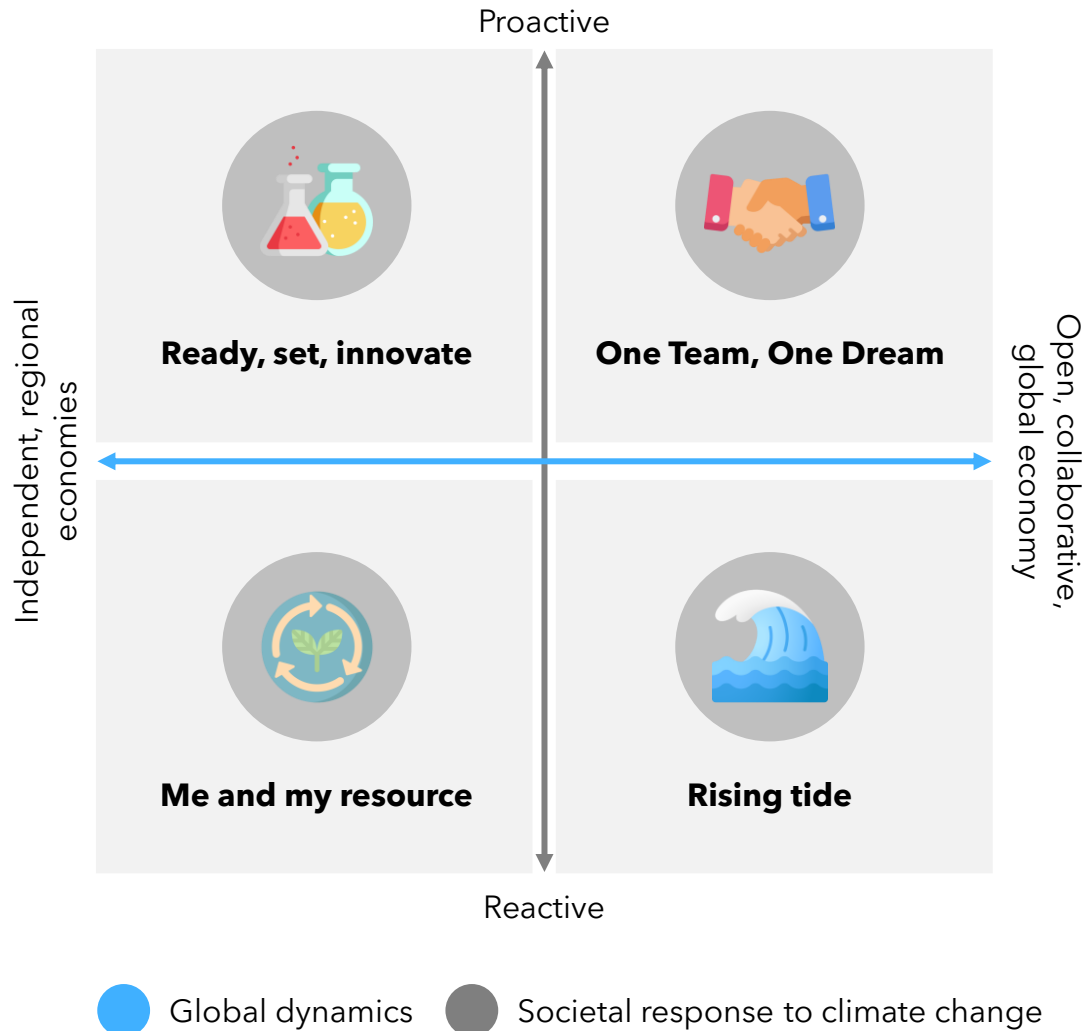 Proactive
Ready, set, innovate
One Team, One Dream
Independent, regional
economies
Open, collaborative,
global economy
Me and my resource
Rising tide
Reactive
Global dynamics
Societal response to climate change